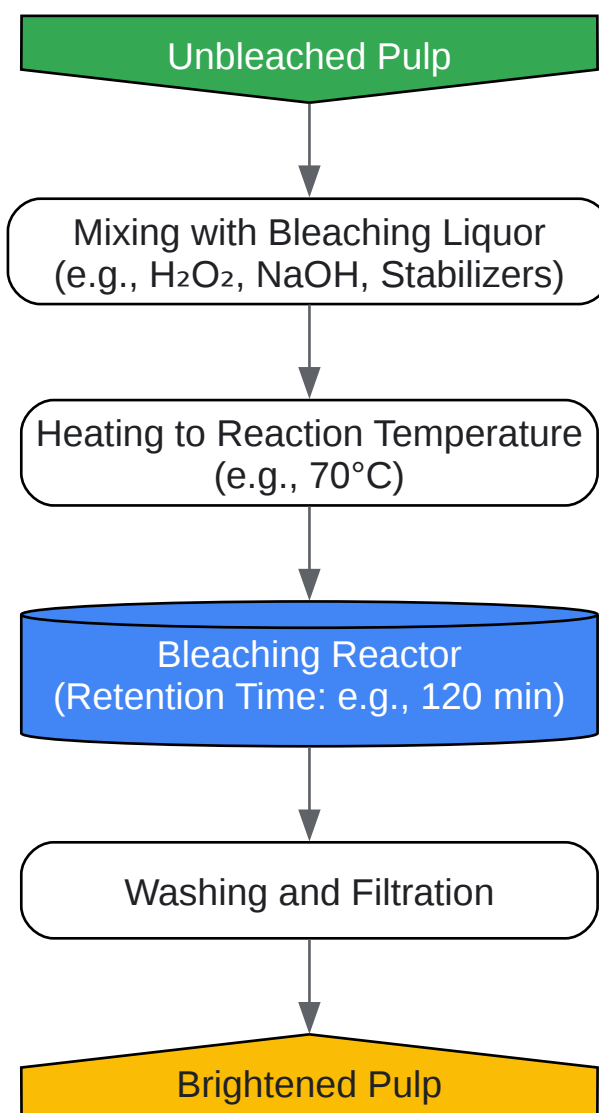 Unbleached Pulp
Mixing with Bleaching Liquor
(e.g., H₂O₂, NaOH, Stabilizers)
Heating to Reaction Temperature
(e.g., 70°C)
Bleaching Reactor
(Retention Time: e.g., 120 min)
Washing and Filtration
Brightened Pulp